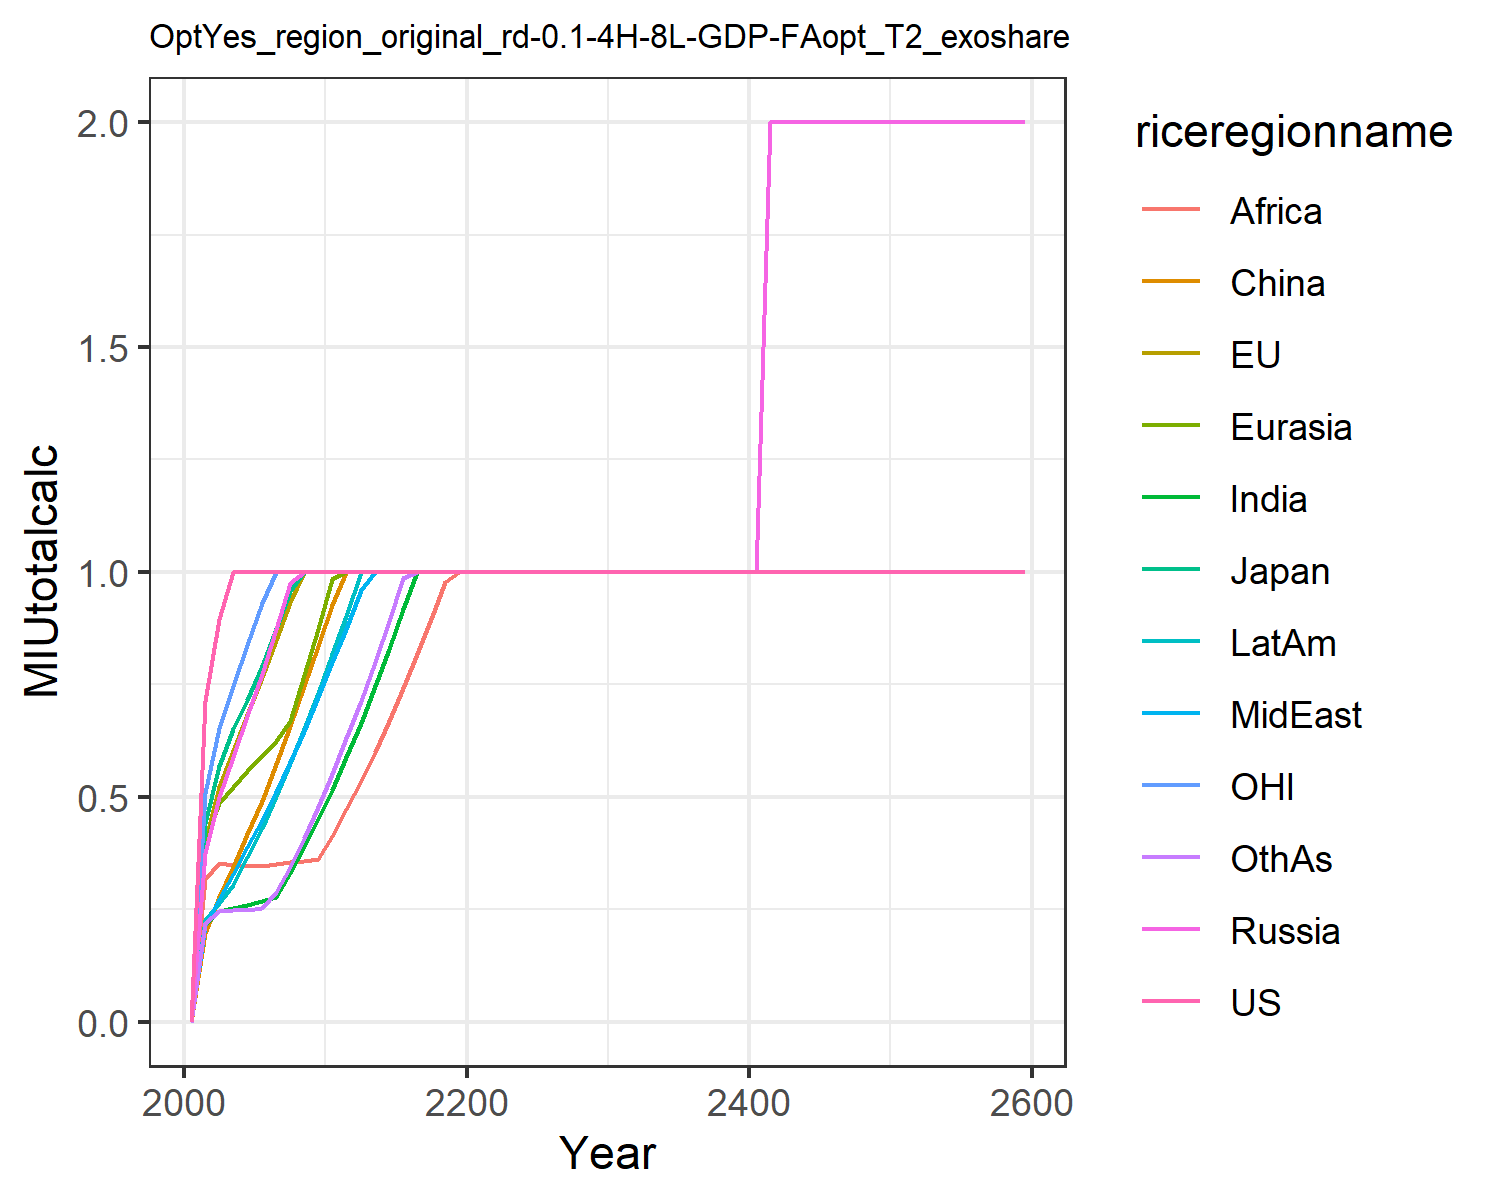 OptYes_region_original_rd-0.1-4H-8L-GDP-FAopt_T2_exoshare
2.0
1.5
1.0
0.5
0.0
MIUtotalcalc
2000
2200
2400
2600
Year
riceregionname
Africa
China
EU
Eurasia
India
Japan
LatAm
MidEast
OHI
OthAs
Russia
US